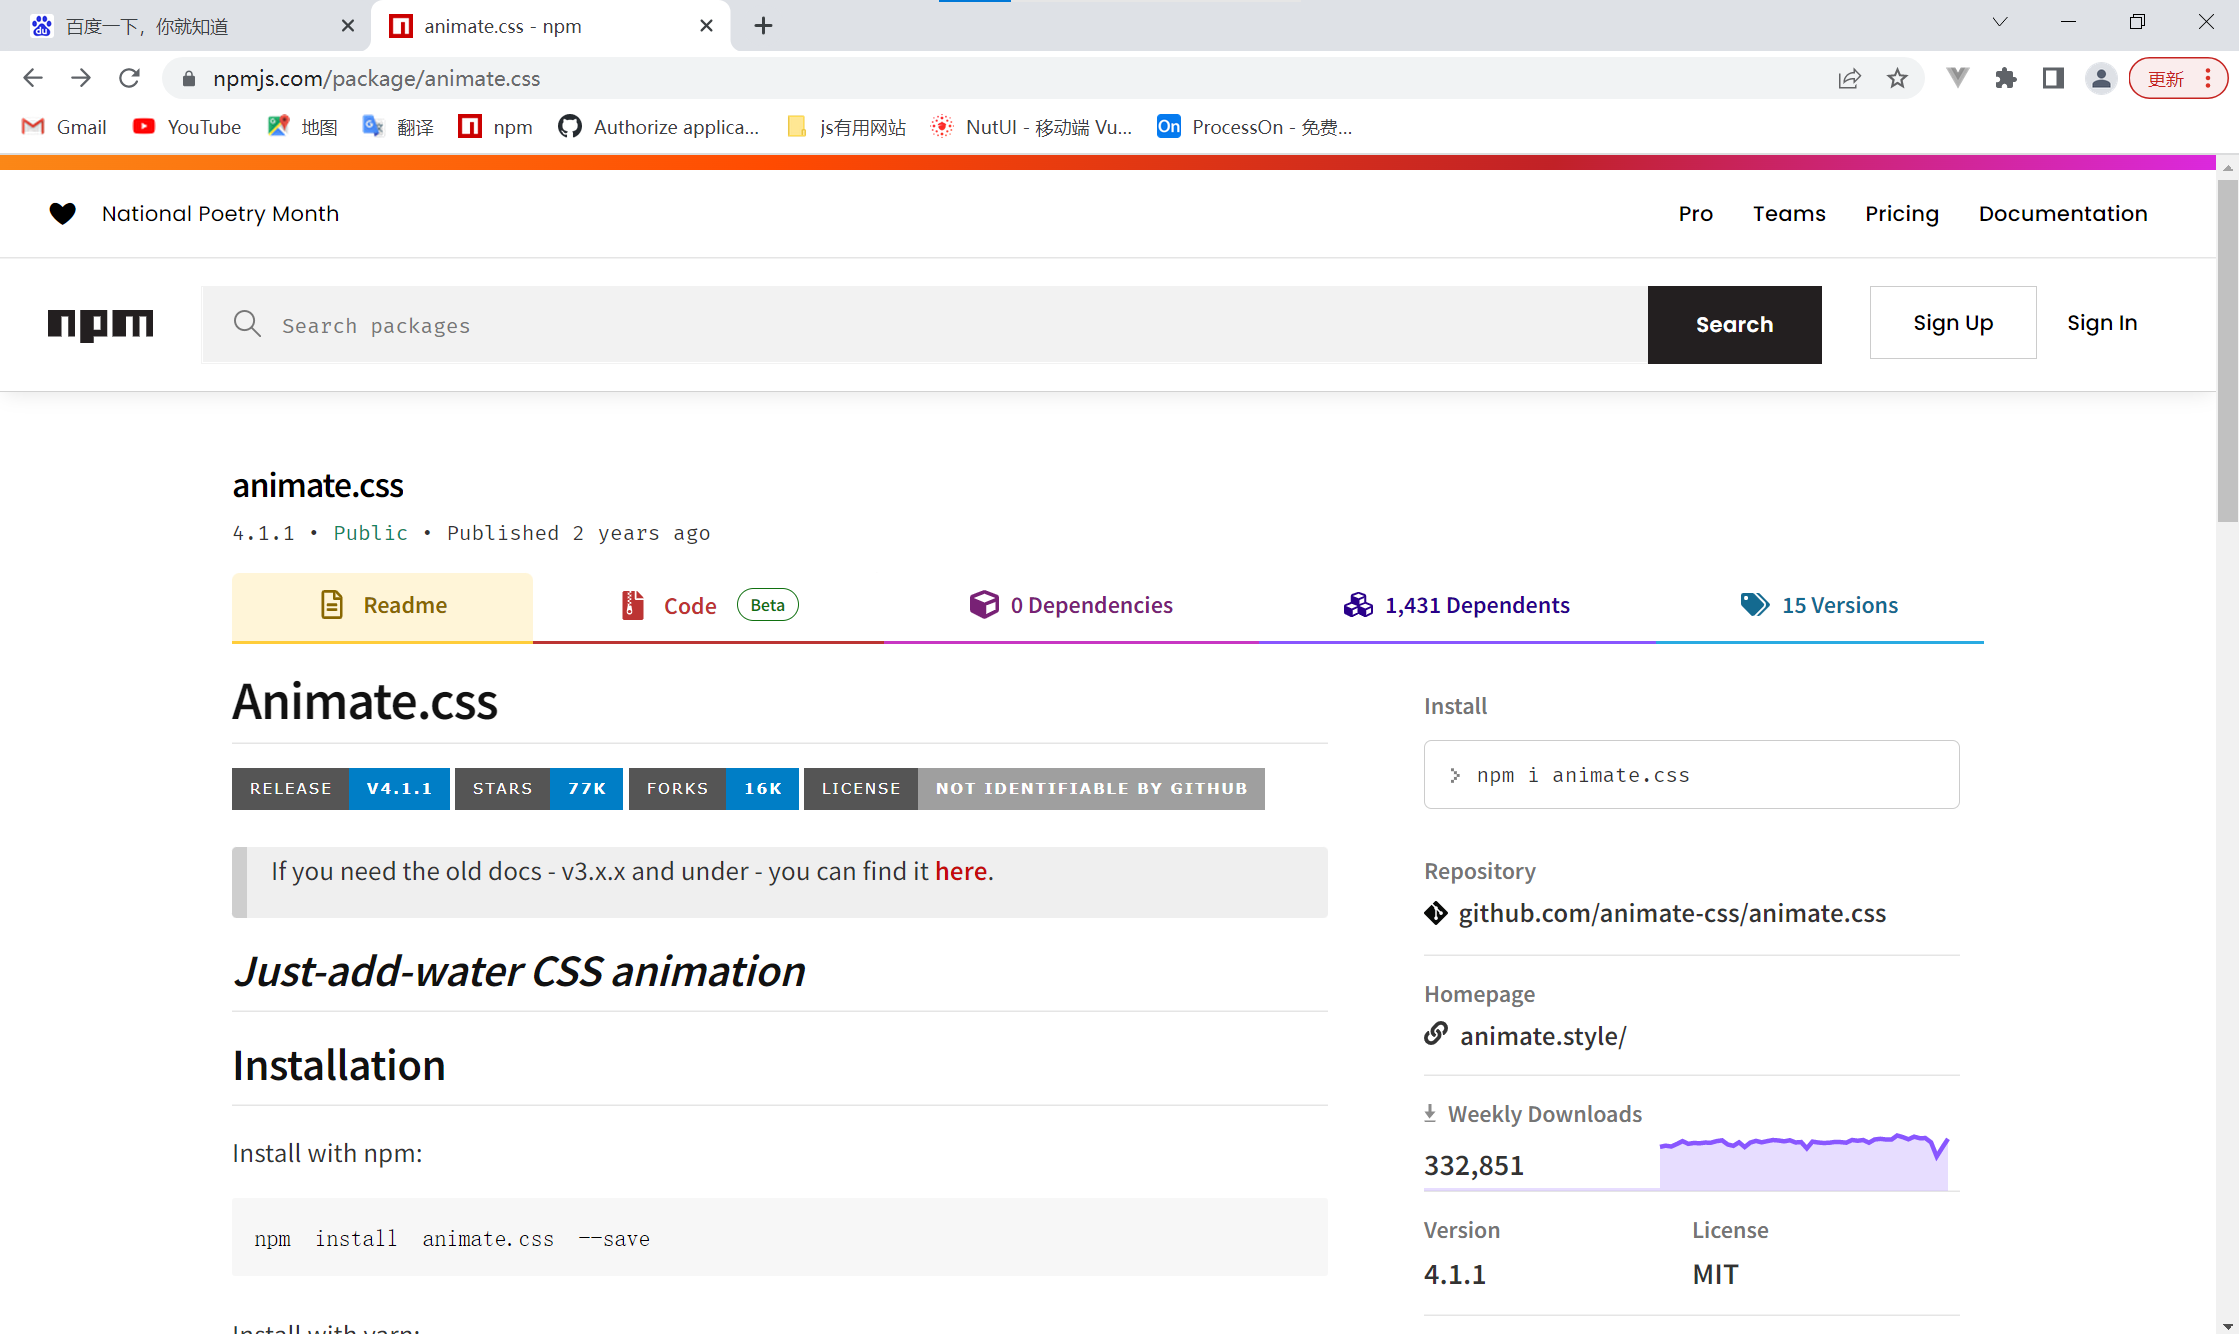 百度一下，你就知道
animate.css - npm
npmjs.com/package/animate.css
更新
Gmail
YouTube
地图
翻译
npm
Authorize applica...
js有用网站
NutUI - 移动端 Vu...
On
ProcessOn - 免费...
National Poetry Month
Pro
Teams
Pricing
Documentation
npm
Search packages
Search
Sign Up
Sign In
animate.css
4.1.1 • Public • Published 2 years ago
Readme
Code
Beta
0 Dependencies
1,431 Dependents
15 Versions
Animate.css
RELEASE V4.1.1
STARS 77K
FORKS 16K
LICENSE NOT IDENTIFIABLE BY GITHUB
If you need the old docs - v3.x.x and under - you can find it here.
Just-add-water CSS animation
Installation
Install with npm:
npm install animate.css --save
Install with yarn:
Install
> npm i animate.css
Repository
github.com/animate-css/animate.css
Homepage
animate.style/
Weekly Downloads
332,851
Version
4.1.1
License
MIT